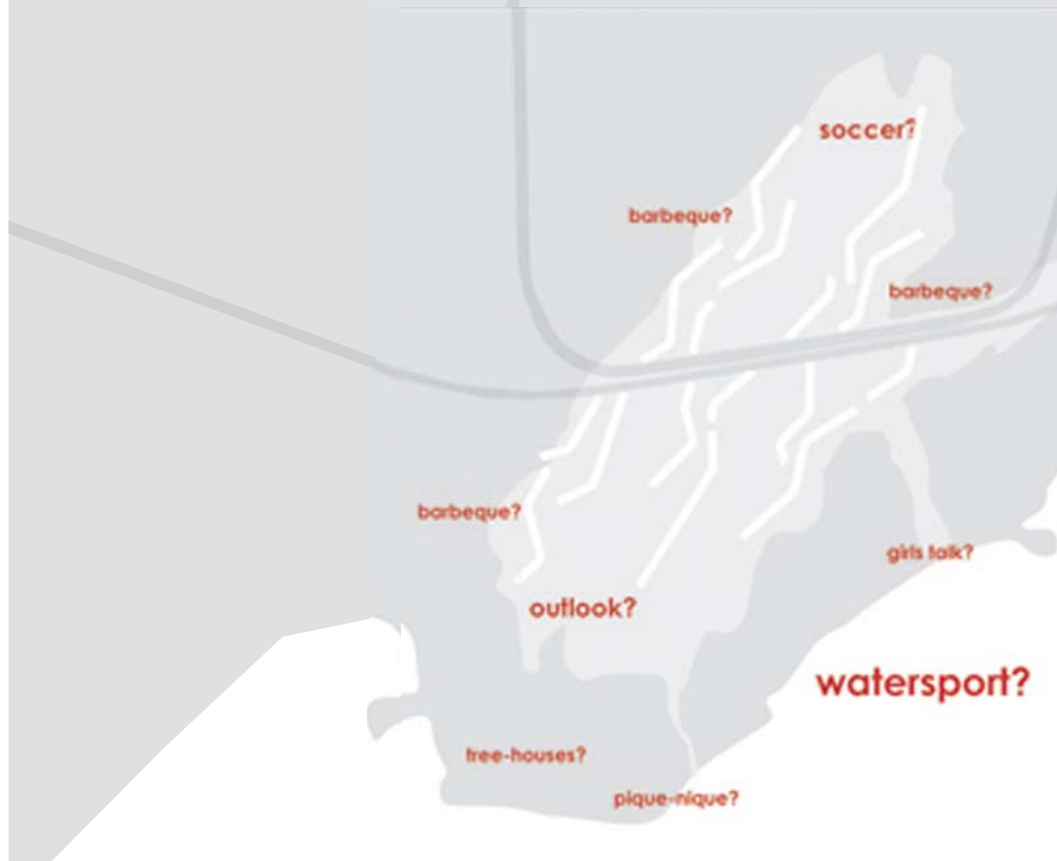 soccer?
barbeque?
barbeque?
barbeque?
girls talk?
outlook?
watersport?
tree-houses?
pique-nique?